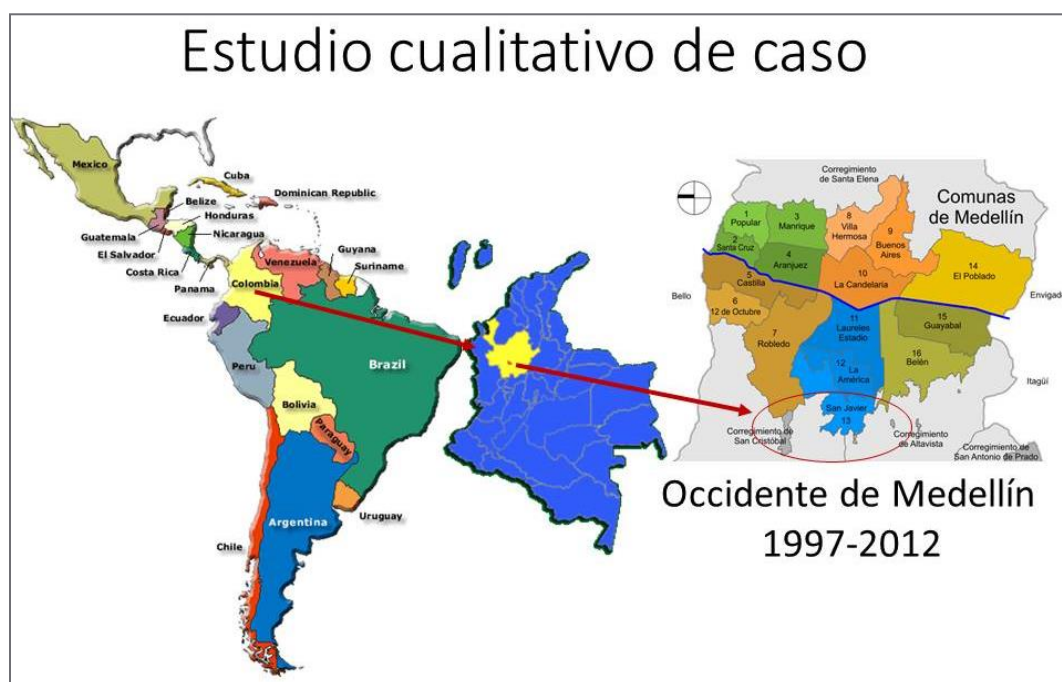 Estudio cualitativo de caso
Mexico
Cuba
Dominican Republic
Belize
Honduras
Guatemala
Nicaragua
El Salvador
Costa Rica
Panama
Guyana
Venezuela
Suriname
Colombia
Ecuador
Peru
Brazil
Bolivia
Paraguay
Chile
Argentina
Uruguay
Corregimiento
de Santa Elena
Comunas
de Medellín
1
Popular
2
Santa Cruz
3
Manrique
4
Aranjuez
8
Villa
Hermosa
9
Buenos
Aires
10
La Candelaria
14
El Poblado
Envigado
Bello
5
Castilla
6
12 de Octubre
7
Robledo
11
Laureles
Estadio
12
La
América
San Javier
13
15
Guayabal
16
Belén
Itagüí
Corregimiento de
San Cristóbal
Corregimiento
de Altavista
Corregimiento de
San Antonio de Prado
Occidente de Medellín
1997-2012